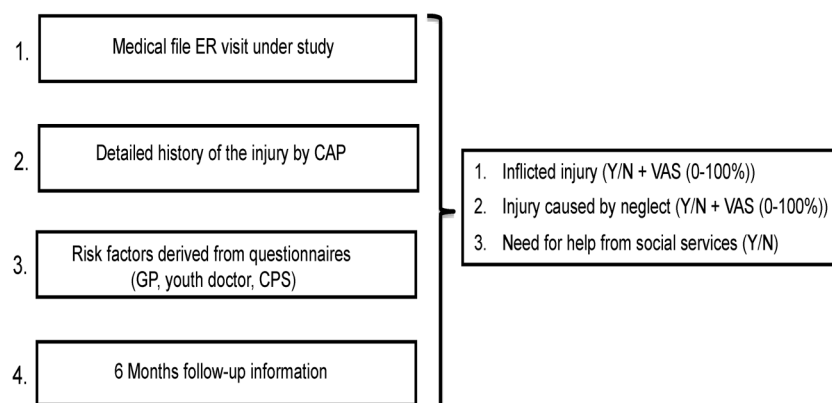 1. Medical file ER visit under study
2. Detailed history of the injury by CAP
3. Risk factors derived from questionnaires
(GP, youth doctor, CPS)
4. 6 Months follow-up information
1. Inflicted injury (Y/N + VAS (0-100%))
2. Injury caused by neglect (Y/N + VAS (0-100%))
3. Need for help from social services (Y/N)